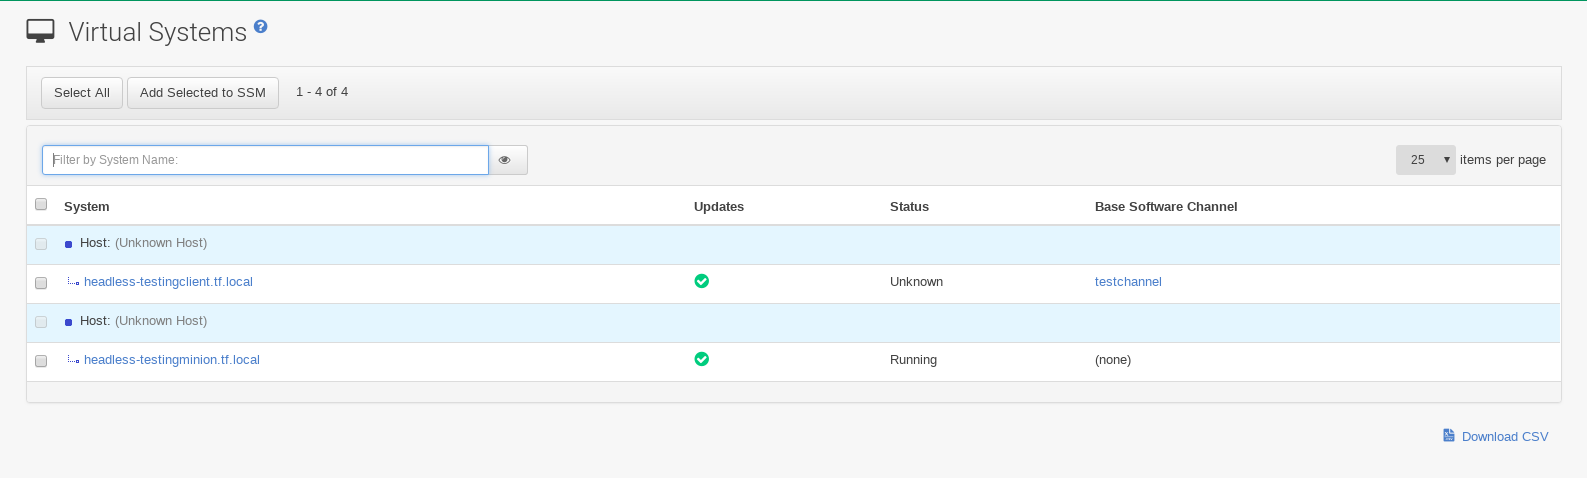 Virtual Systems
Select All Add Selected to SSM 1 - 4 of 4
Filter by System Name: 25 items per page
System Updates Status Base Software Channel
Host: (Unknown Host)
headless-testingclient.tf.local Unknown testchannel
Host: (Unknown Host)
headless-testingminion.tf.local Running (none)
Download CSV